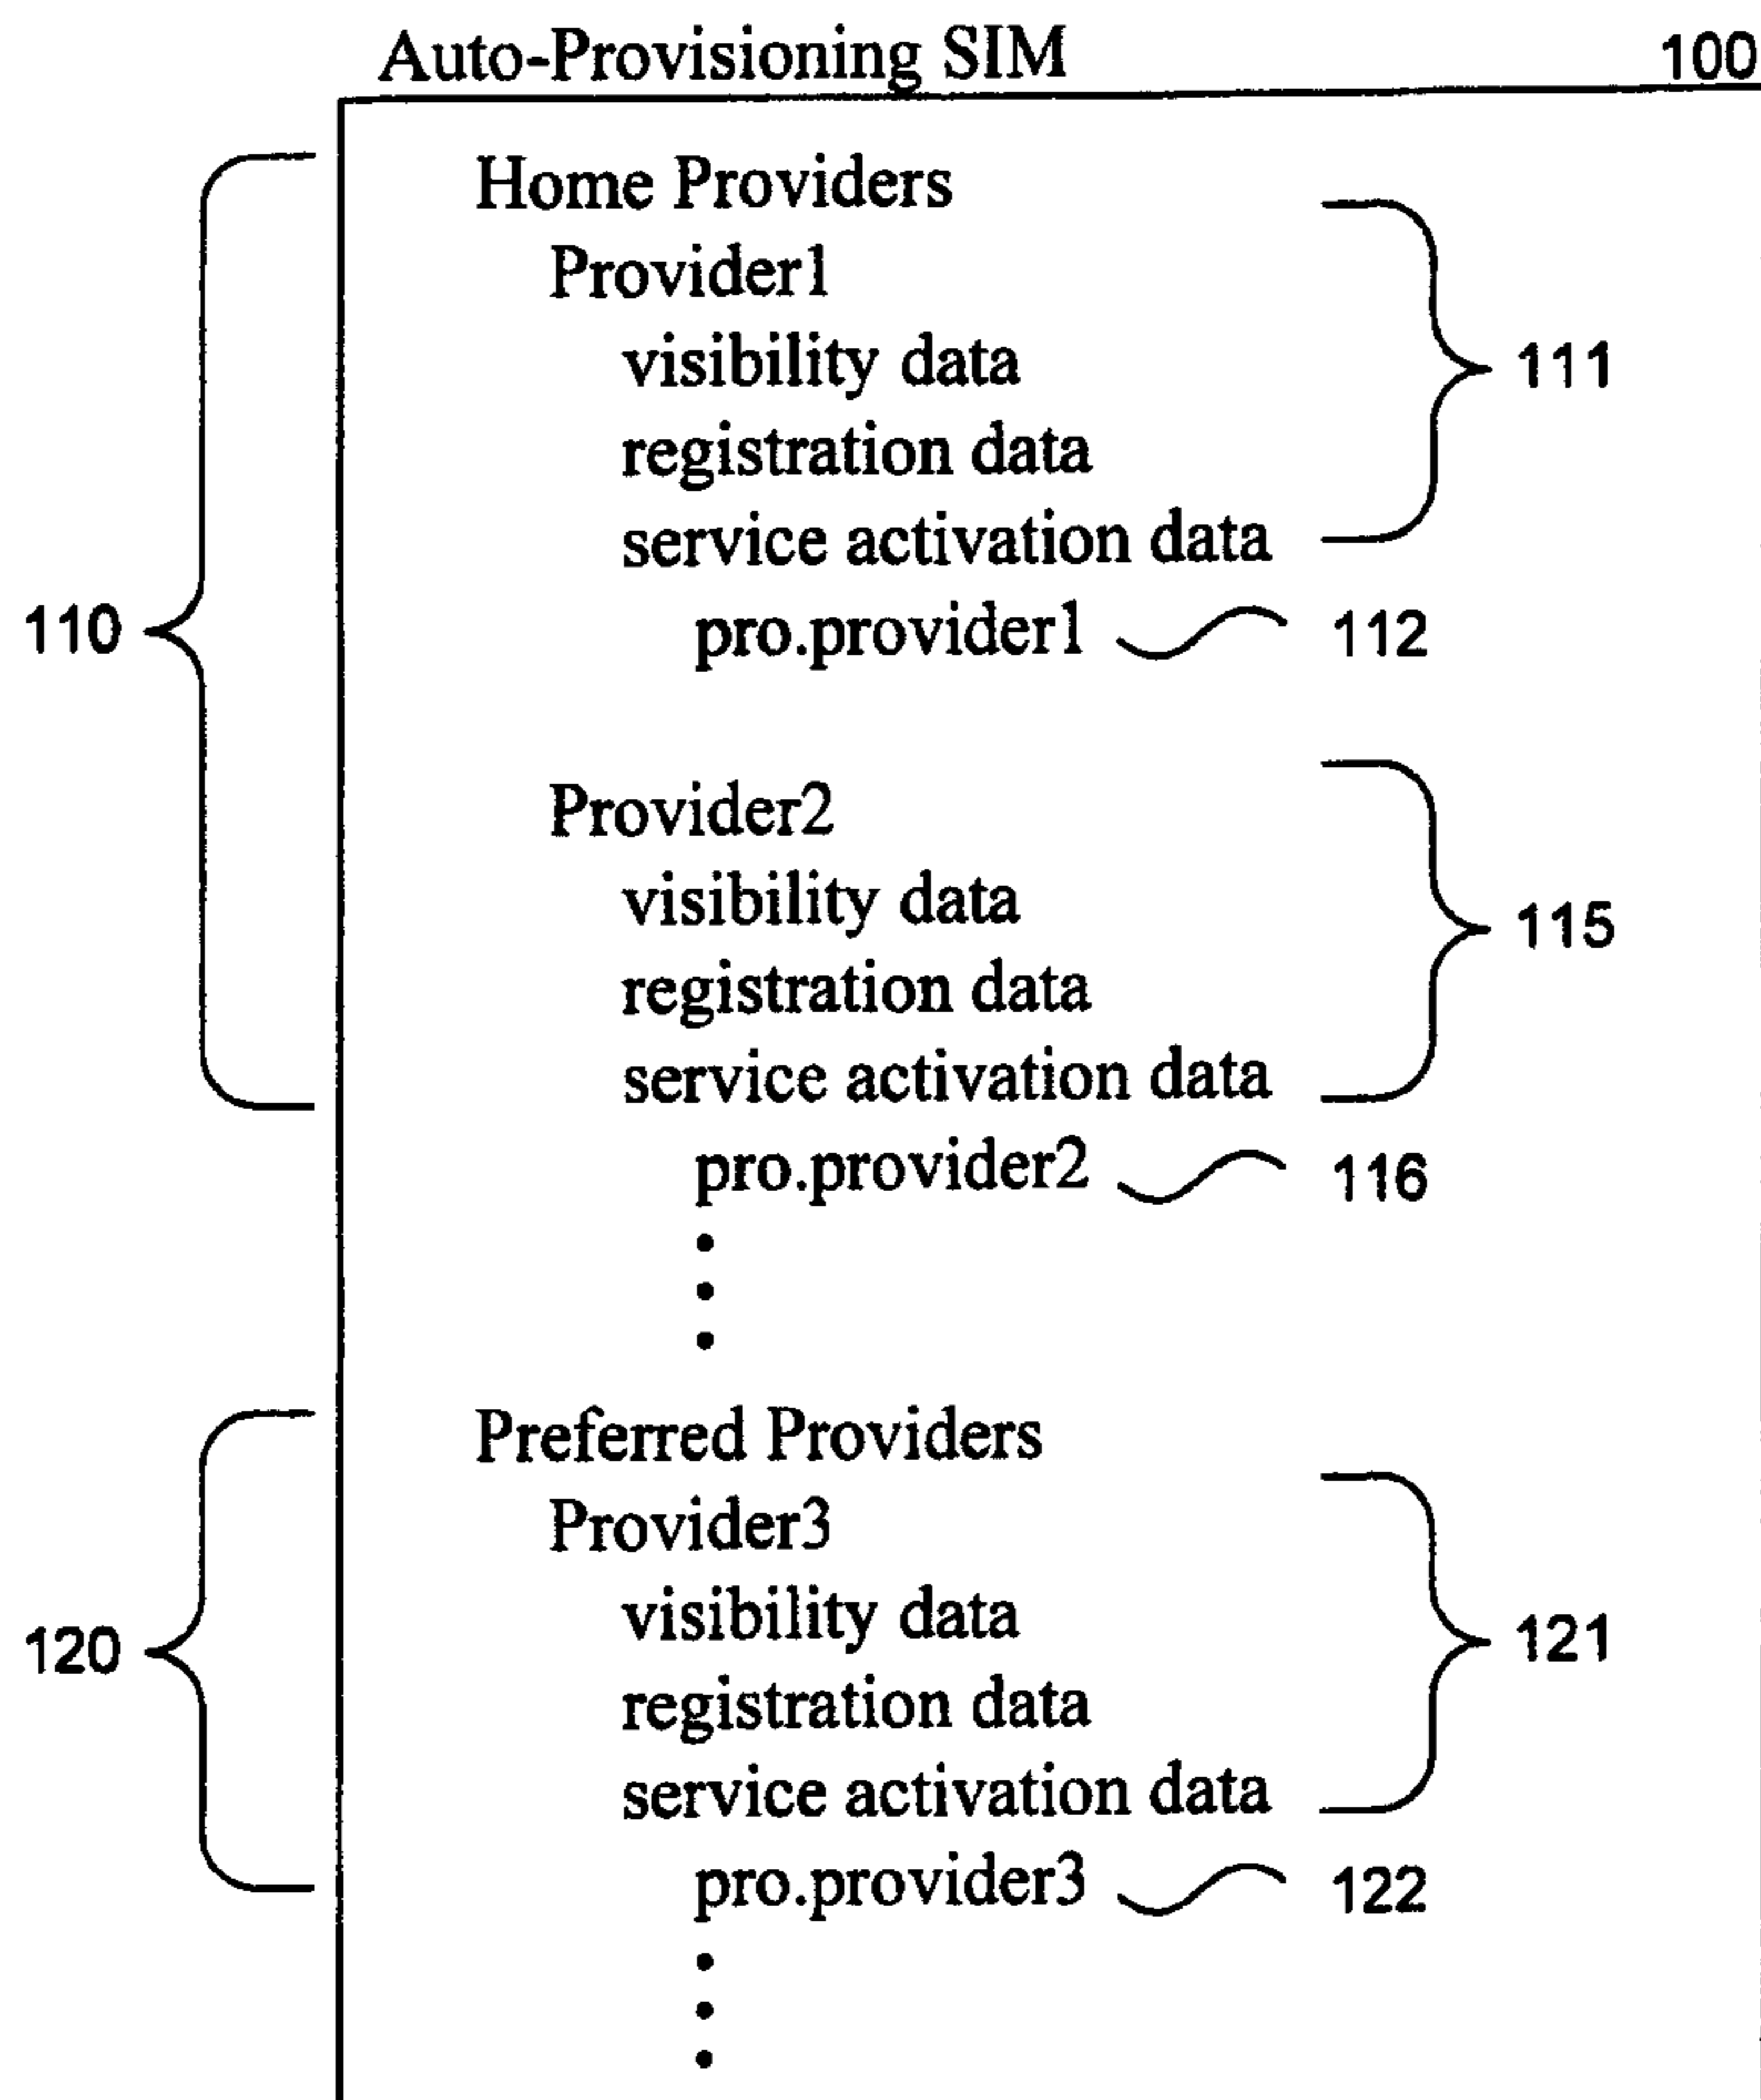 Auto-Provisioning SIM 100
Home Providers
Provider1
visibility data
111
registration data
service activation data
110
pro.provider1 112
Provider2
visibility data
115
registration data
service activation data
pro.provider2 116
Preferred Providers
Provider3
visibility data
120
121
registration data
service activation data
pro.provider3 122